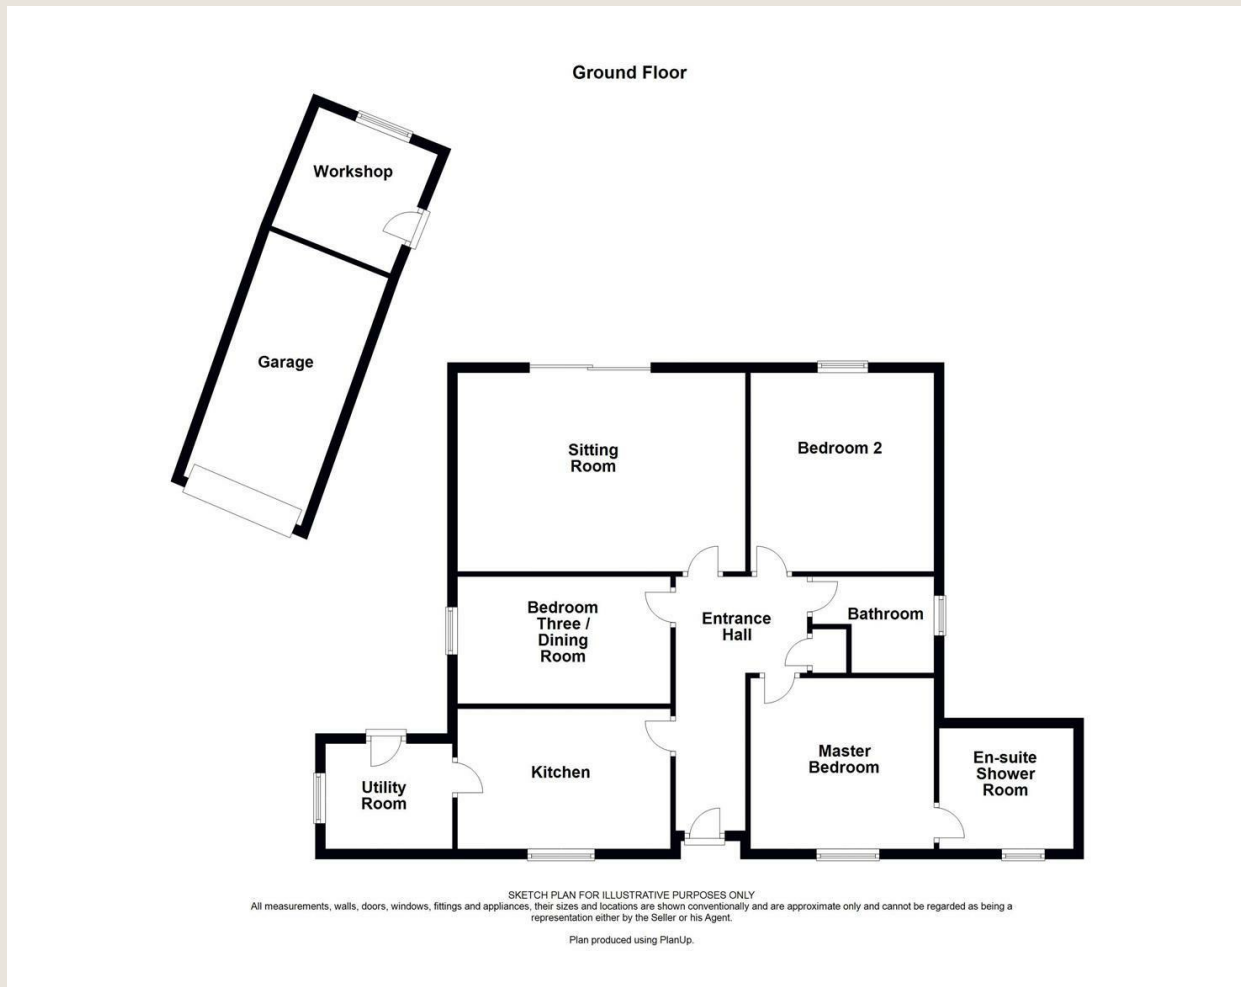 Ground Floor
Workshop
Garage
Sitting
Room
Bedroom 2
Bedroom
Three /
Dining
Room
Entrance
Hall
Bathroom
Utility
Room
Kitchen
Master
Bedroom
En-suite
Shower
Room
SKETCH PLAN FOR ILLUSTRATIVE PURPOSES ONLY
All measurements, walls, doors, windows, fittings and appliances, their sizes and locations are shown conventionally and are approximate only and cannot be regarded as being a
representation either by the Seller or his Agent.
Plan produced using PlanUp.